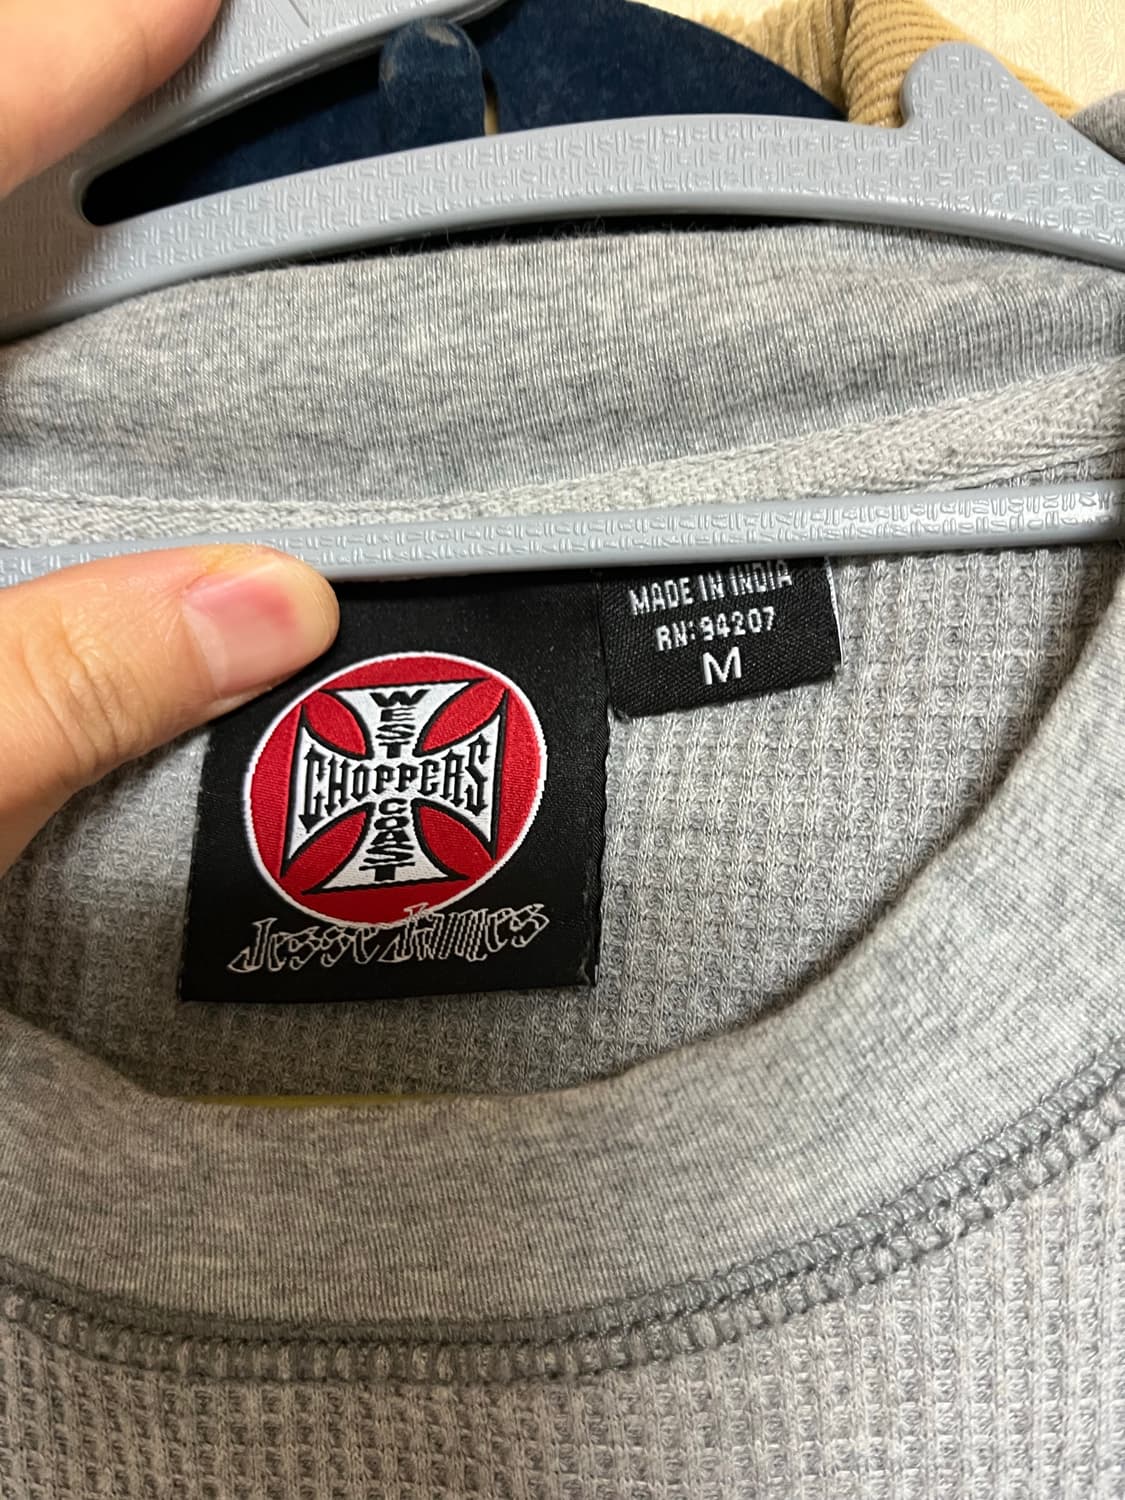 MADE IN INDIA
RN: 94207
M
WEST
CHOPPERS
COAST
Jesse James